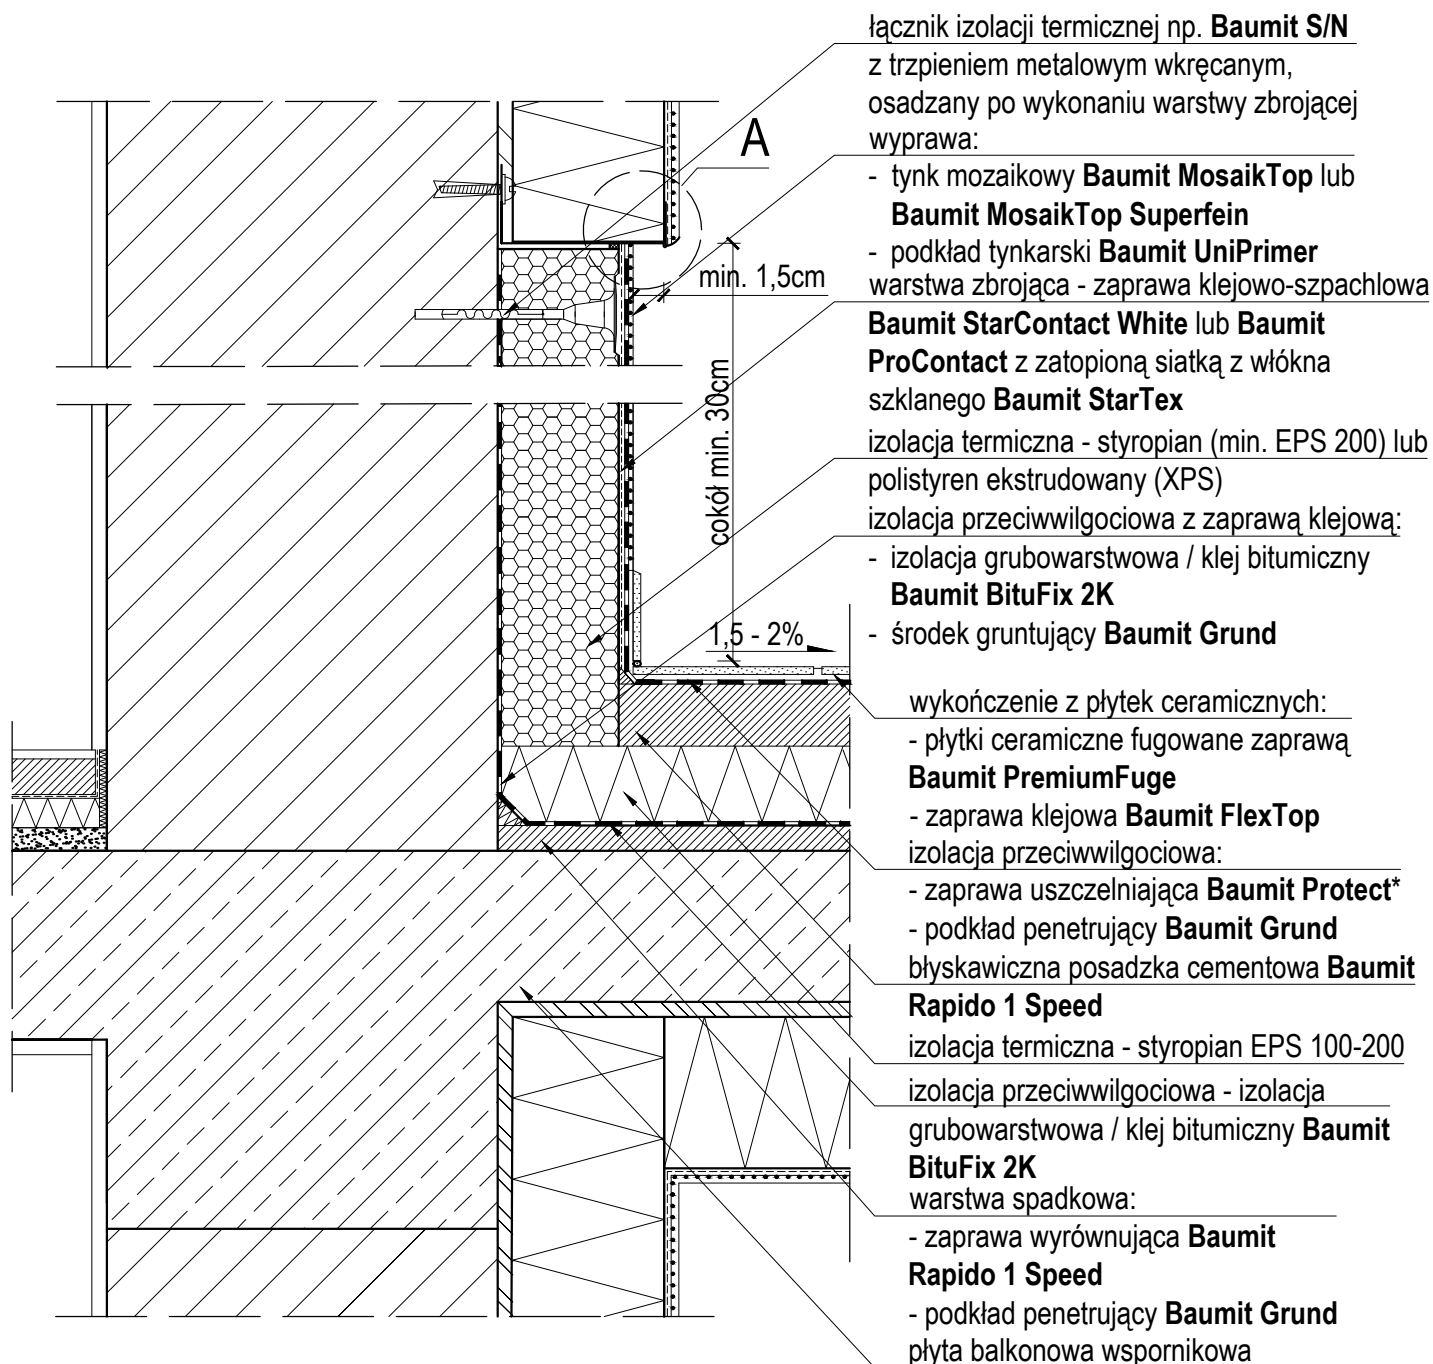 łącznik izolacji termicznej np. Baumit S/N
z trzpieniem metalowym wkręcanym,
osadzany po wykonaniu warstwy zbrojącej
wyprawa:
- tynk mozaikowy Baumit MosaikTop lub
Baumit MosaikTop Superfein
- podkład tynkarski Baumit UniPrimer
warstwa zbrojąca - zaprawa klejowo-szpachlowa
Baumit StarContact White lub Baumit
ProContact z zatopioną siatką z włókna
szklanego Baumit StarTex
izolacja termiczna - styropian (min. EPS 200) lub
polistyren ekstrudowany (XPS)
izolacja przeciwwilgociowa z zaprawą klejową:
- izolacja grubowarstwowa / klej bitumiczny
Baumit BituFix 2K
- środek gruntujący Baumit Grund
wykończenie z płytek ceramicznych:
- płytki ceramiczne fugowane zaprawą
Baumit PremiumFuge
- zaprawa klejowa Baumit FlexTop
izolacja przeciwwilgociowa:
- zaprawa uszczelniająca Baumit Protect*
- podkład penetrujący Baumit Grund
błyskawiczna posadzka cementowa Baumit
Rapido 1 Speed
izolacja termiczna - styropian EPS 100-200
izolacja przeciwwilgociowa - izolacja
grubowarstwowa / klej bitumiczny Baumit
BituFix 2K
warstwa spadkowa:
- zaprawa wyrównująca Baumit
Rapido 1 Speed
- podkład penetrujący Baumit Grund
płyta balkonowa wspornikowa
A
min. 1,5cm
cokół min. 30cm
1,5 - 2%